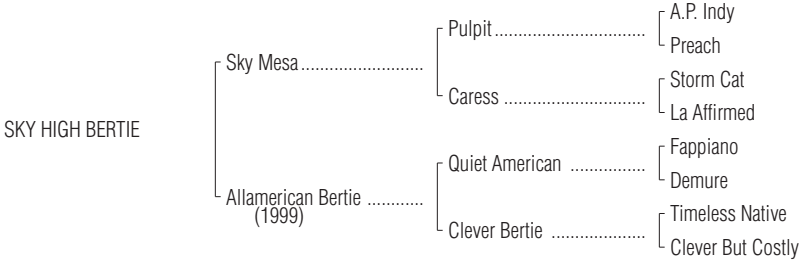 A.P. Indy
Pulpit..............................
Preach
Sky Mesa........................
Storm Cat
Caress ............................
La Affirmed
SKY HIGH BERTIE
Fappiano
Quiet American ...............
Demure
Allamerican Bertie ...........
(1999)
Timeless Native
Clever Bertie ...................
Clever But Costly